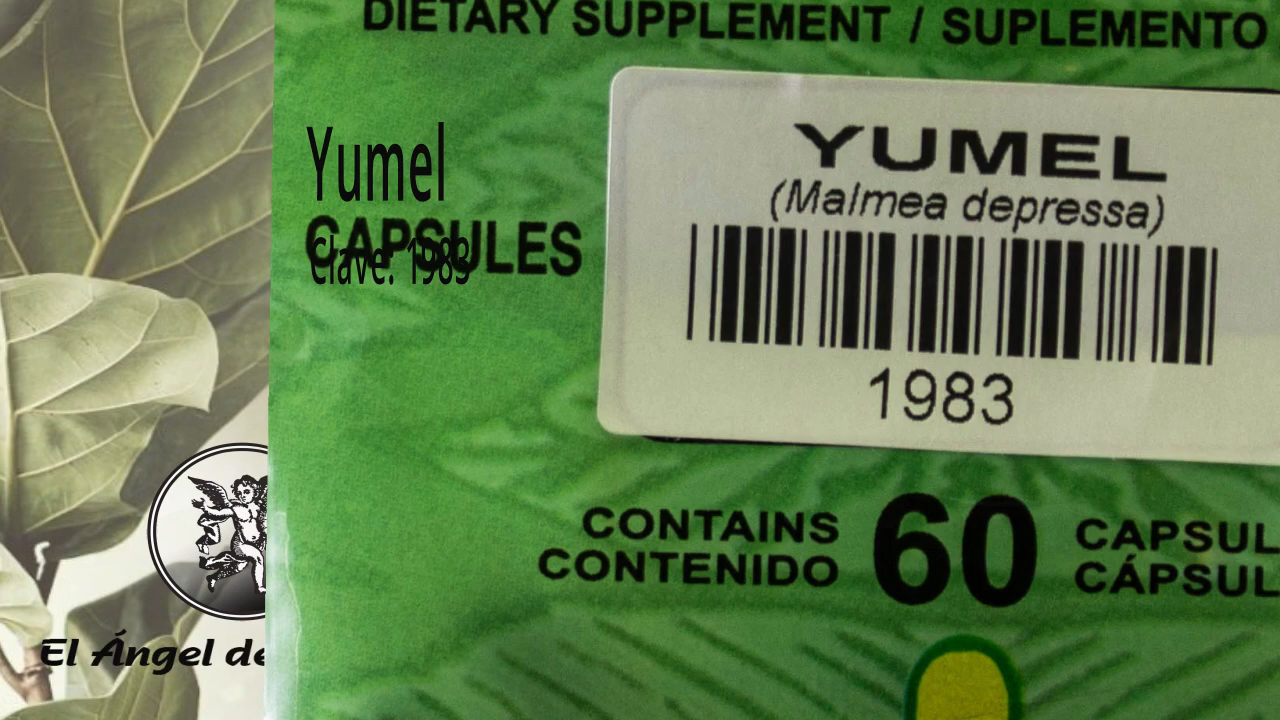 DIETARY SUPPLEMENT / SUPLEMENTO
Yumel
CAPSULES
Clave: 1983
YUMEL
(Malmea depressa)
1983
CONTAINS
CONTENIDO
60
CAPSUL
CÁPSUL
El Ángel de